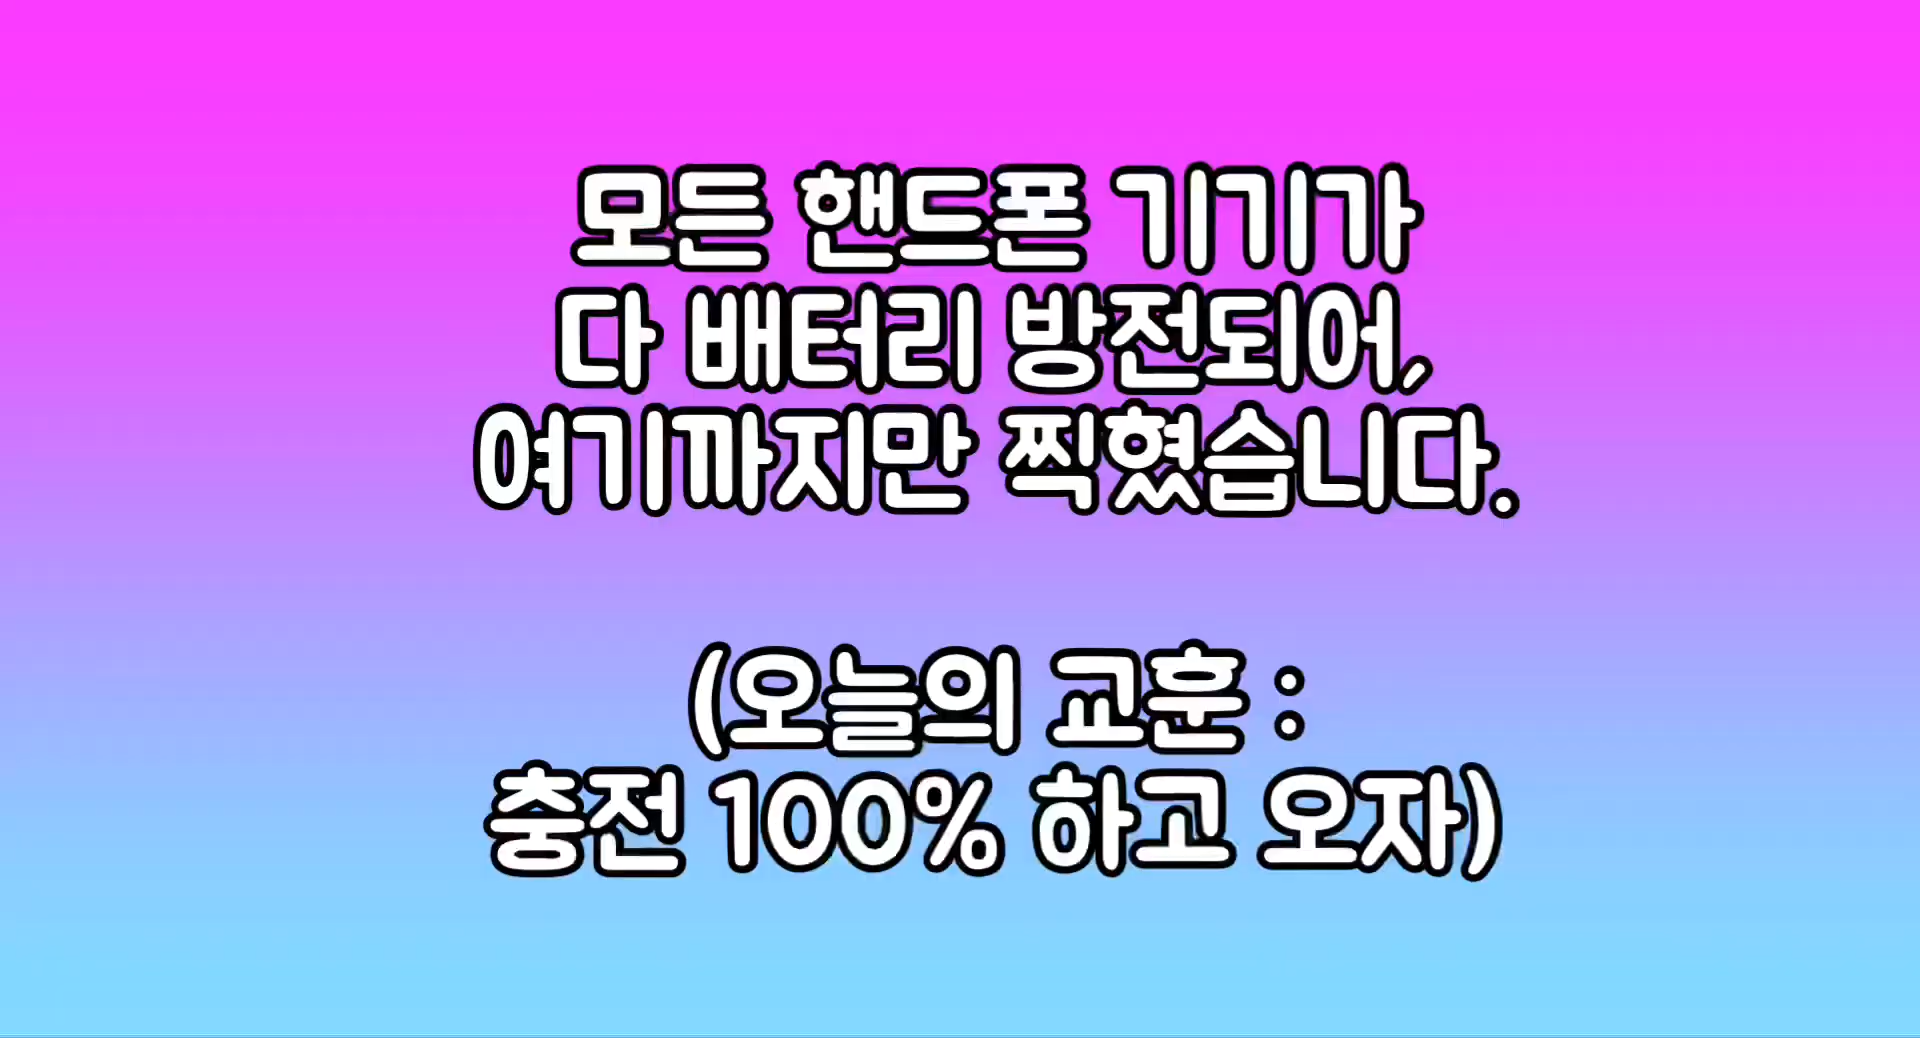 모든 핸드폰 기기가
다 배터리 방전되어,
여기까지만 찍혔습니다.
(오늘의 교훈 :
충전 100% 하고 오자)